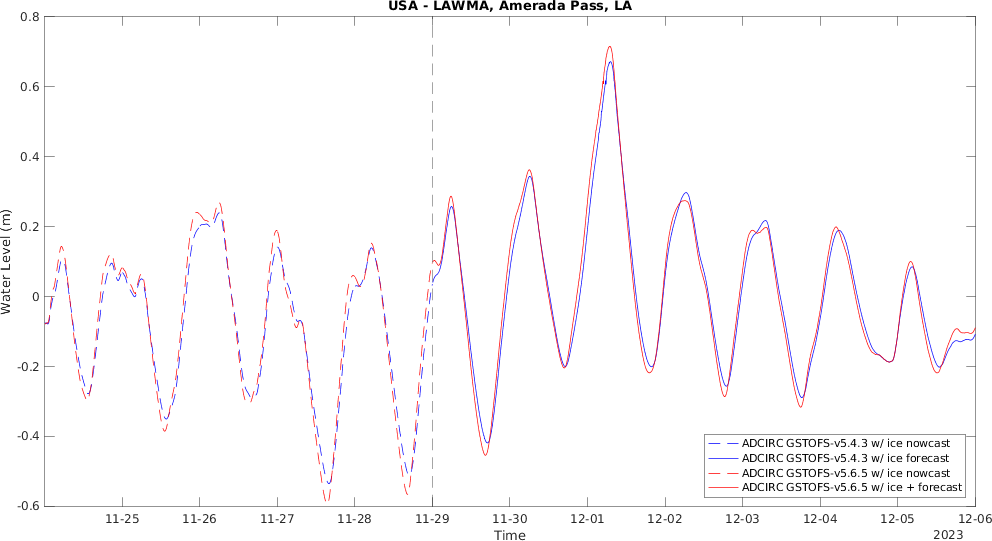 USA - LAWMA, Amerada Pass, LA
Water Level (m)
0.8
0.6
0.4
0.2
0
-0.2
-0.4
-0.6
ADCIRC GSTOFS-v5.4.3 w/ ice nowcast
ADCIRC GSTOFS-v5.4.3 w/ ice forecast
ADCIRC GSTOFS-v5.6.5 w/ ice nowcast
ADCIRC GSTOFS-v5.6.5 w/ ice + forecast
11-25 11-26 11-27 11-28 11-29 11-30 12-01 12-02 12-03 12-04 12-05 12-06
Time
2023